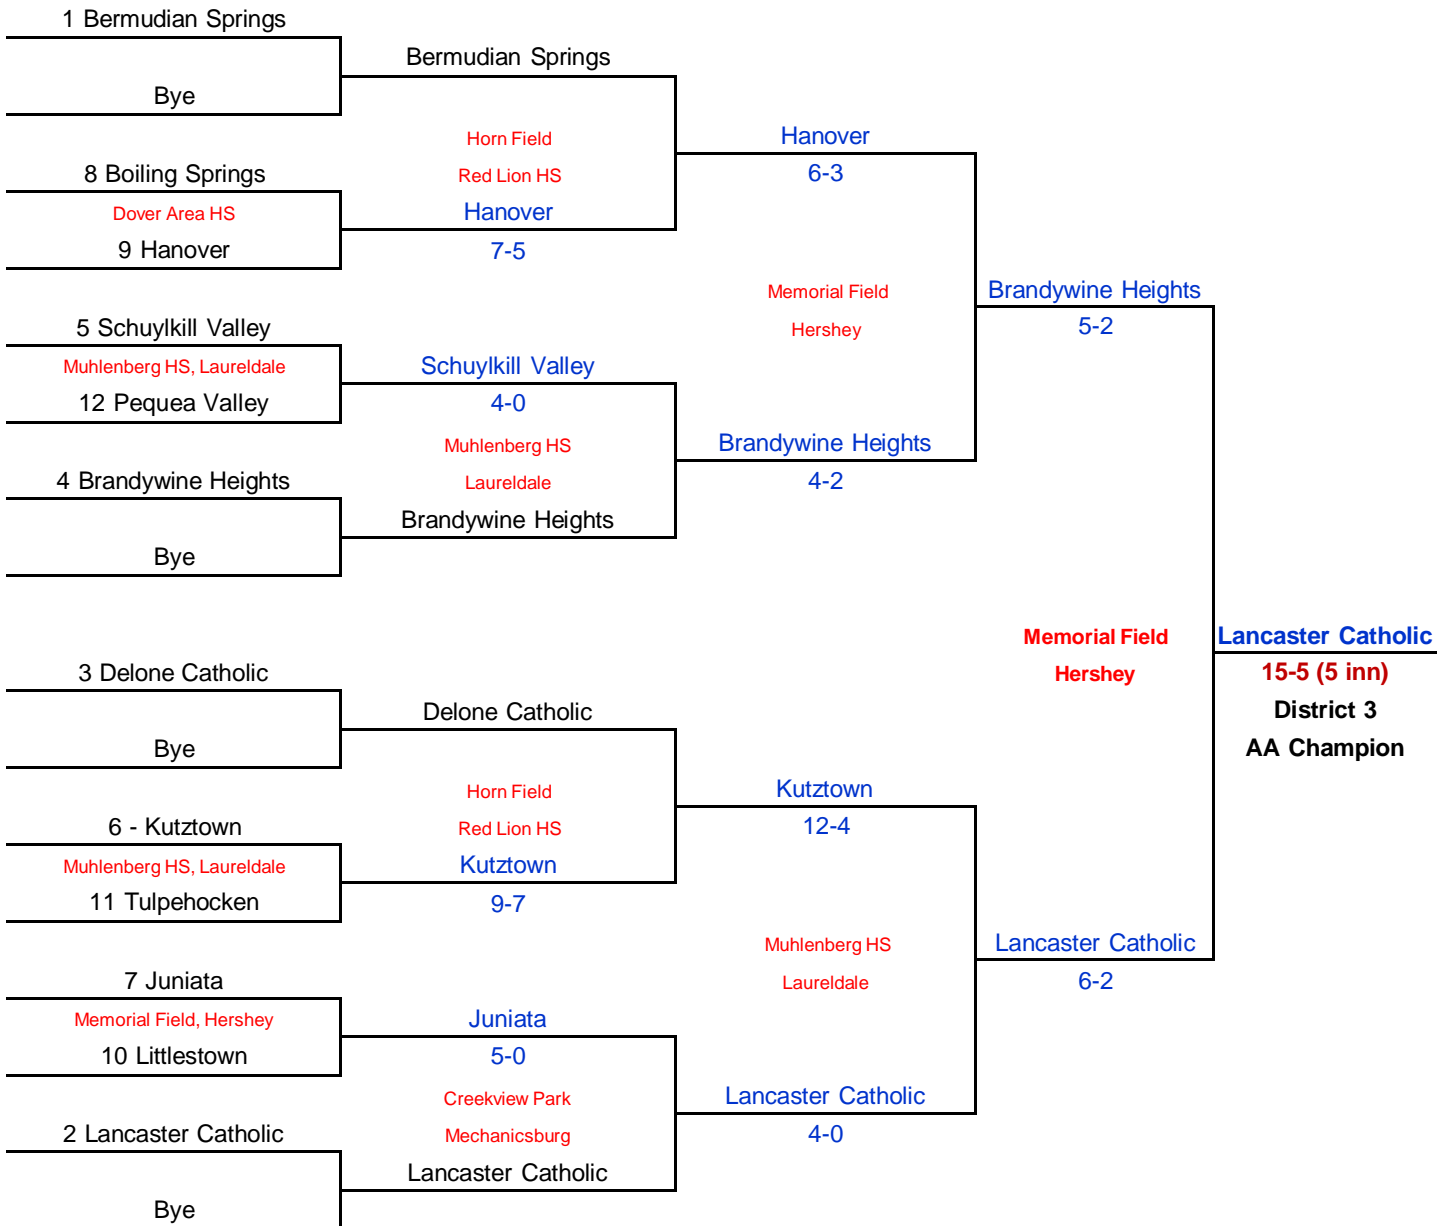 1 Bermudian Springs
Bermudian Springs
Bye
Horn Field
Hanover
Red Lion HS
6-3
8 Boiling Springs
Dover Area HS
Hanover
9 Hanover
7-5
Memorial Field
Brandywine Heights
Hershey
5-2
5 Schuylkill Valley
Muhlenberg HS, Laureldale
Schuylkill Valley
12 Pequea Valley
4-0
Muhlenberg HS
Brandywine Heights
Laureldale
4-2
4 Brandywine Heights
Brandywine Heights
Bye
Memorial Field
Lancaster Catholic
Hershey
15-5 (5 inn)
District 3
AA Champion
3 Delone Catholic
Delone Catholic
Bye
Horn Field
Kutztown
Red Lion HS
12-4
6 - Kutztown
Muhlenberg HS, Laureldale
Kutztown
11 Tulpehocken
9-7
Muhlenberg HS
Lancaster Catholic
Laureldale
6-2
7 Juniata
Memorial Field, Hershey
Juniata
10 Littlestown
5-0
Creekview Park
Lancaster Catholic
Mechanicsburg
4-0
2 Lancaster Catholic
Lancaster Catholic
Bye